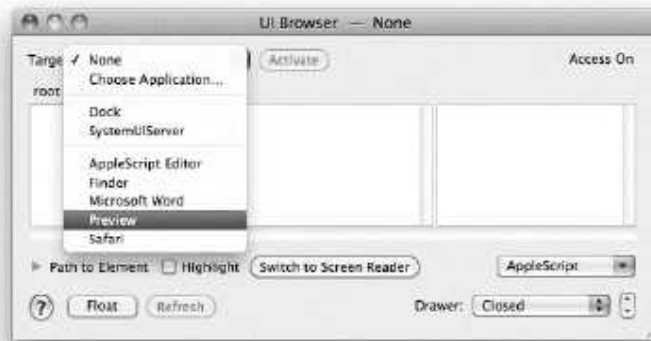 UI Browser — None
Targe ✓ None Activate Access On
Choose Application...
root
Dock
SystemUIServer
AppleScript Editor
Finder
Microsoft Word
Preview
Safari
Path to Element Highlight Switch to Screen Reader AppleScript
? Float Refresh Drawer: Closed